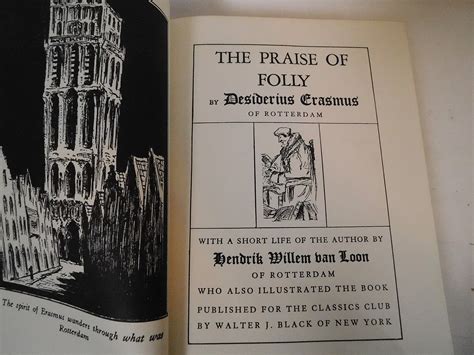 The spirit of Erasmus wanders through what was
Rotterdam
THE PRAISE OF
FOLLY
BY Desiderius Erasmus
OF ROTTERDAM
WITH A SHORT LIFE OF THE AUTHOR BY
Hendrik Willem van Loon
OF ROTTERDAM
WHO ALSO ILLUSTRATED THE BOOK
PUBLISHED FOR THE CLASSICS CLUB
BY WALTER J. BLACK OF NEW YORK